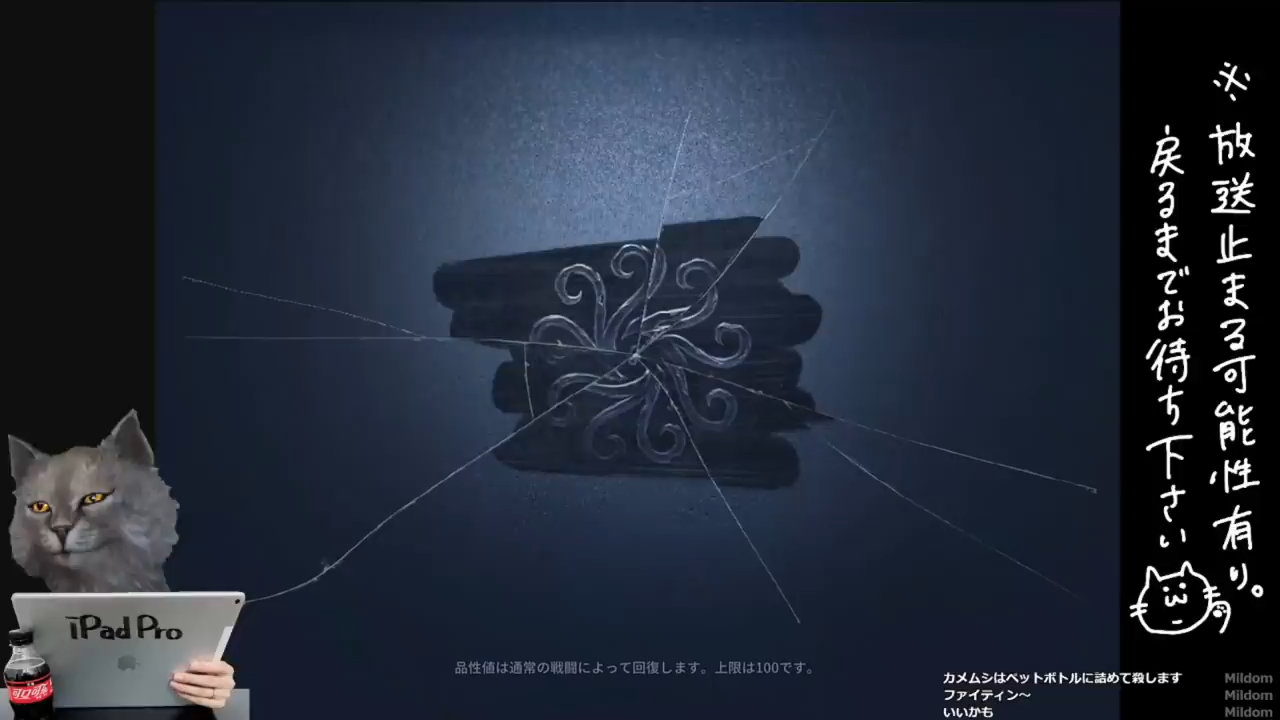 ※放送止まる可能性有り。
戻るまでお待ち下さい
iPad Pro
可口可乐
品性値は通常の戦闘によって回復します。上限は100です。
カメムシはペットボトルに詰めて殺します Mildom
ファイティン〜 Mildom
いいかも Mildom